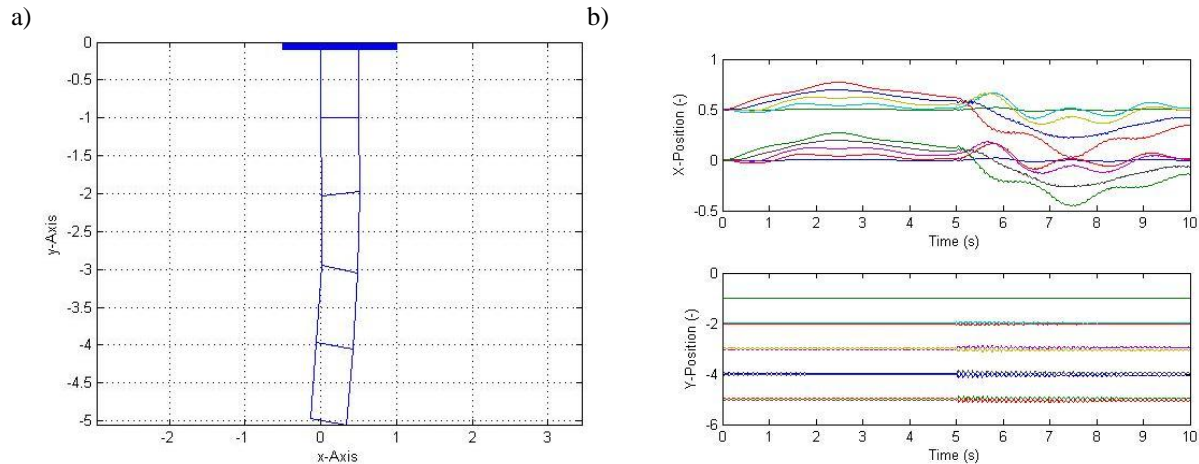 a)
0
-0.5
-1
-1.5
-2
-2.5
-3
-3.5
-4
-4.5
-5
y-Axis
-2 -1 0 1 2 3
x-Axis
b)
1
0.5
0
-0.5
X-Position (-)
0 1 2 3 4 5 6 7 8 9 10
Time (s)
0
-2
-4
-6
Y-Position (-)
0 1 2 3 4 5 6 7 8 9 10
Time (s)